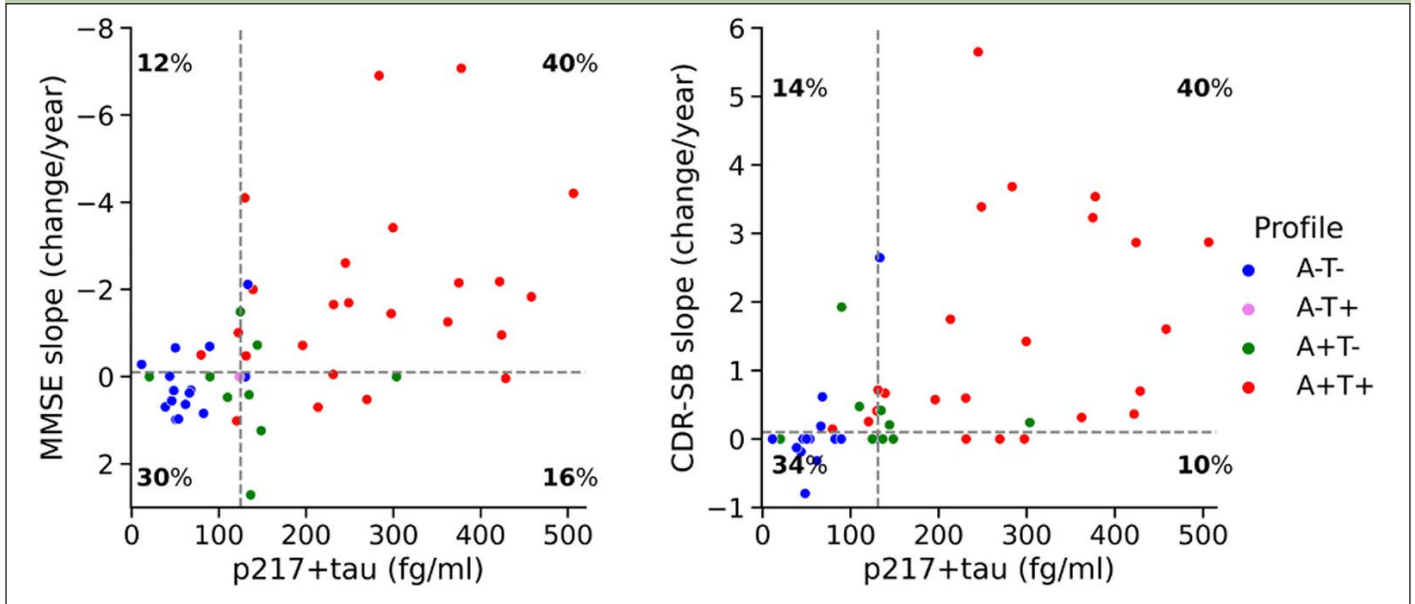 −8
−6
−4
−2
0
2
MMSE slope (change/year)
12%
40%
30%
16%
0 100 200 300 400 500
p217+tau (fg/ml)
6
5
4
3
2
1
0
−1
CDR-SB slope (change/year)
14%
40%
34%
10%
0 100 200 300 400 500
p217+tau (fg/ml)
Profile
A-T-
A-T+
A+T-
A+T+